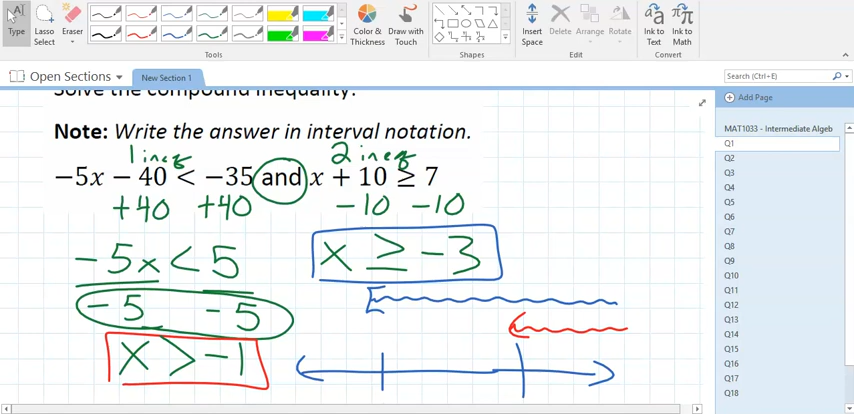 Type
Lasso Select
Eraser
Color & Thickness
Draw with Touch
Insert Space
Delete
Arrange
Rotate
Ink to Text
Ink to Math
Tools
Shapes
Edit
Convert
Open Sections
New Section 1
Search (Ctrl+E)
Solve the compound inequality.
Note: Write the answer in interval notation.
1 ineq 2 ineq
−5x − 40 < −35 and x + 10 ≥ 7
+40 +40 −10 −10
−5x < 5 x ≥ −3
−5 −5
x > −1
Add Page
MAT1033 - Intermediate Algeb
Q1
Q2
Q3
Q4
Q5
Q6
Q7
Q8
Q9
Q10
Q11
Q12
Q13
Q14
Q15
Q16
Q17
Q18